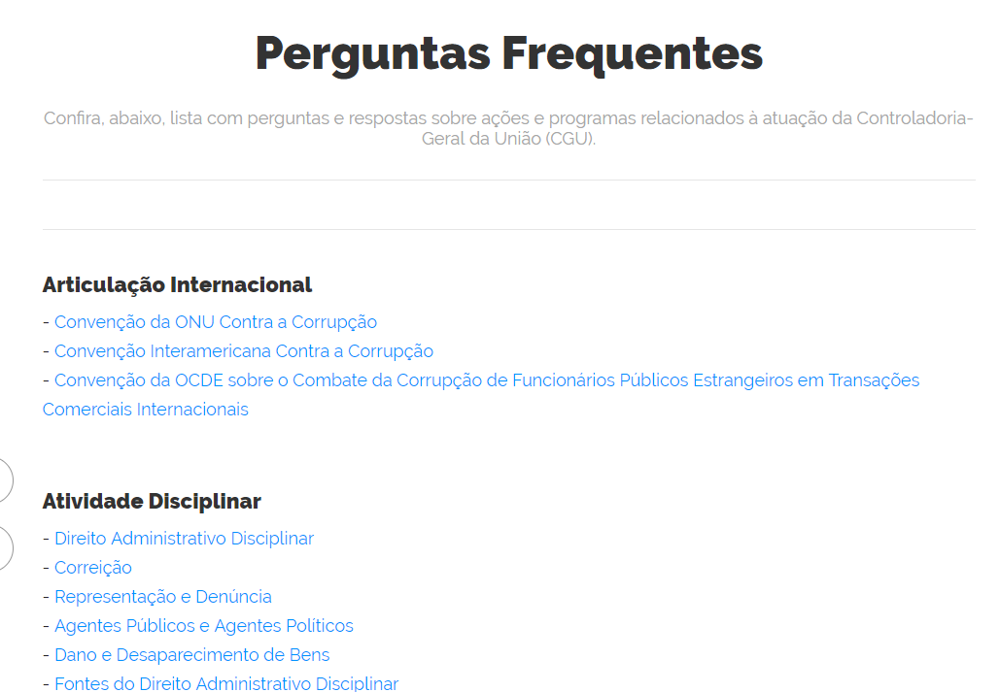 Perguntas Frequentes
Confira, abaixo, lista com perguntas e respostas sobre ações e programas relacionados à atuação da Controladoria-
Geral da União (CGU).
Articulação Internacional
- Convenção da ONU Contra a Corrupção
- Convenção Interamericana Contra a Corrupção
- Convenção da OCDE sobre o Combate da Corrupção de Funcionários Públicos Estrangeiros em Transações
Comerciais Internacionais
Atividade Disciplinar
- Direito Administrativo Disciplinar
- Correição
- Representação e Denúncia
- Agentes Públicos e Agentes Políticos
- Dano e Desaparecimento de Bens
- Fontes do Direito Administrativo Disciplinar